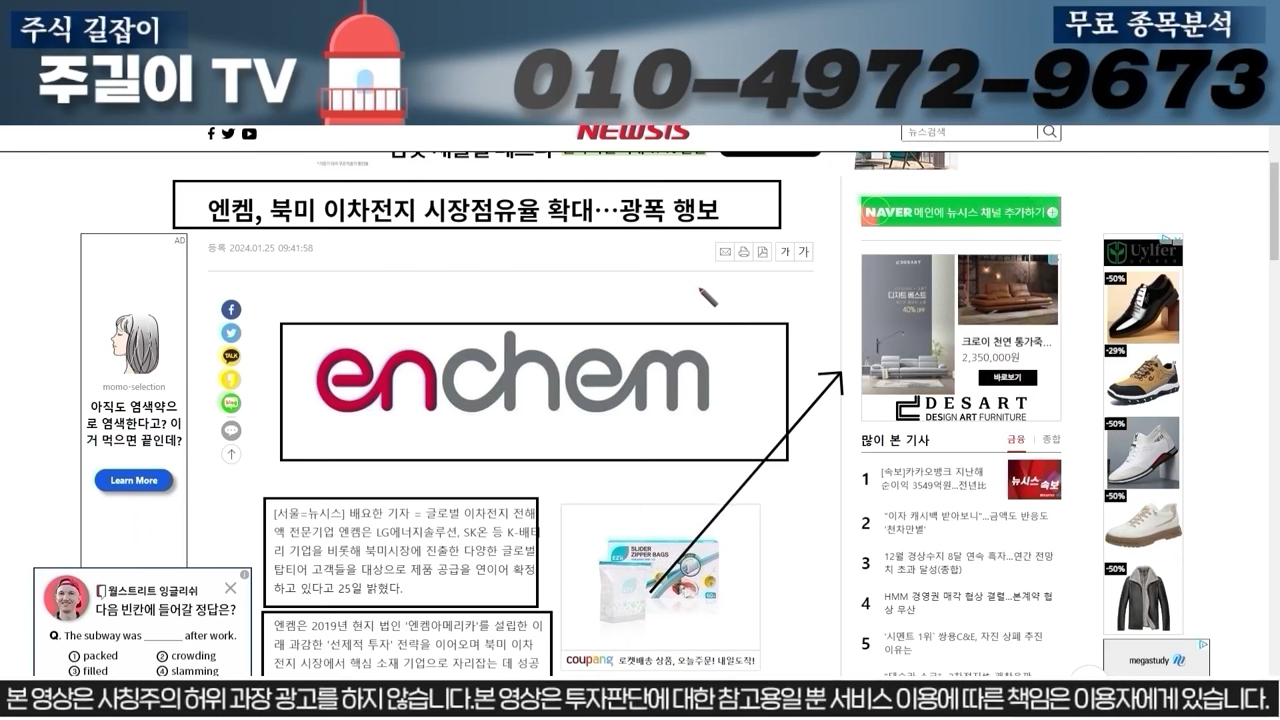 주식 길잡이
무료 종목분석
주길이 TV
010-4972-9673
NEWSIS
뉴스검색
엔켐, 북미 이차전지 시장점유율 확대…광폭 행보
등록 2024.01.25 09:41:58
가 가
NAVER 메인에 뉴스시 채널 추가하기
AD
momo-selection
아직도 염색약으
로 염색한다고? 이
거 먹으면 끝인데?
Learn More
TALK
blog
enchem
[서울=뉴시스] 배요한 기자 = 글로벌 이차전지 전해
액 전문기업 엔켐은 LG에너지솔루션, SK온 등 K-배터
리 기업을 비롯해 북미시장에 진출한 다양한 글로벌
탑티어 고객들을 대상으로 제품 공급을 연이어 확정
하고 있다고 25일 밝혔다.
엔켐은 2019년 현지 법인 '엔켐아메리카'를 설립한 이
래 과감한 '선제적 투자' 전략을 이어오며 북미 이차
전지 시장에서 핵심 소재 기업으로 자리잡는 데 성공
SLIDER
ZIPPER BAGS
coupang 로켓배송 상품, 오늘주문! 내일도착!
월스트리트 잉글리쉬
다음 빈칸에 들어갈 정답은?
Q. The subway was _______ after work.
① packed ② crowding
③ filled ④ slamming
DESART
디자트 베스트
40% OFF
크로이 천연 통가죽...
2,350,000원
바로보기
DESART
DESIGN ART FURNITURE
많이 본 기사
금융 종합
1 [속보]카카오뱅크 지난해
순이익 3549억원…전년比
뉴시스 속보
2 "이자 캐시백 받아보니"…금액도 반응도
'천차만별'
3 12월 경상수지 8달 연속 흑자…연간 전망
치 초과 달성(종합)
4 HMM 경영권 매각 협상 결렬…본계약 협
상 무산
5 '시멘트 1위' 쌍용C&E, 자진 상폐 추진
이유는
Uylfer
-50%
-29%
-50%
-50%
-50%
megastudy
본 영상은 사칭주의 허위 과장 광고를 하지 않습니다.본 영상은 투자판단에 대한 참고용일 뿐 서비스 이용에 따른 책임은 이용자에게 있습니다.